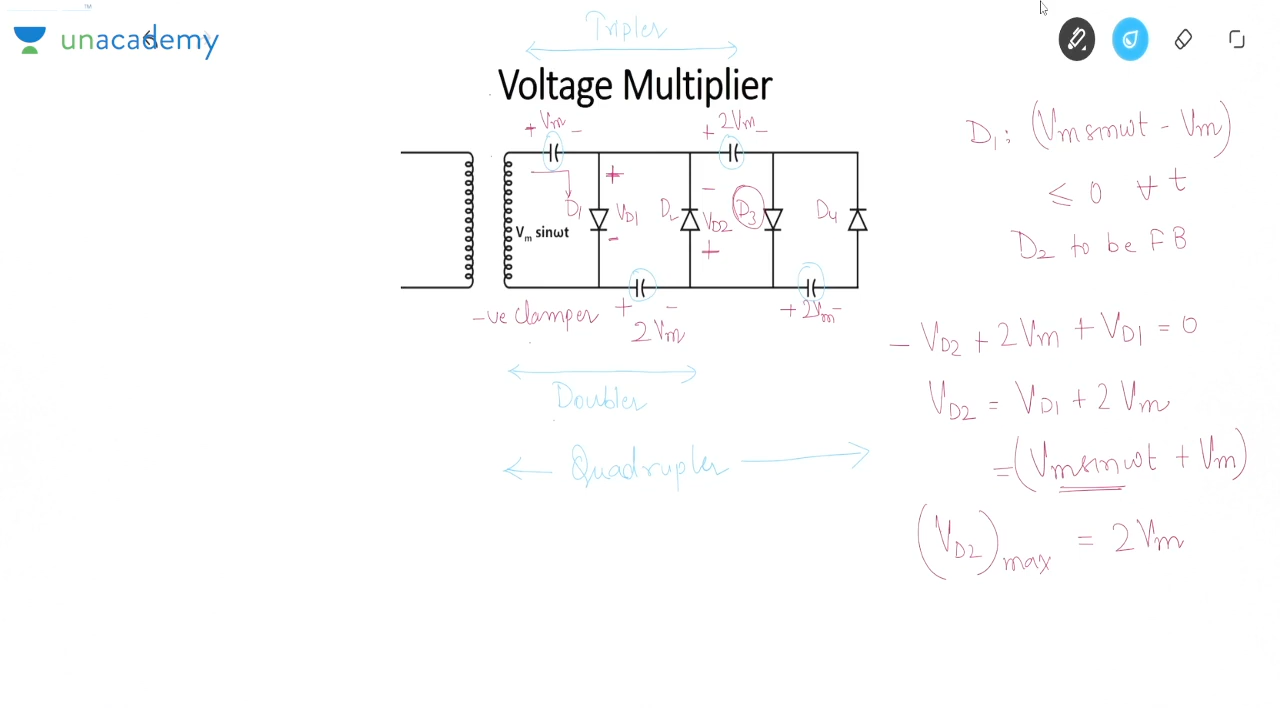 unacademy
Tripler
Voltage Multiplier
+ Vm -
+ 2Vm -
D1
+
VD1
-
D2
-
VD2
+
D3
D4
Vm sinωt
-ve clamper
+ -
2Vm
+ 2Vm -
Doubler
Quadrupler
D1: (Vm sinωt - Vm)
≤ 0 ∀ t
D2 to be FB
- VD2 + 2Vm + VD1 = 0
VD2 = VD1 + 2Vm
= (Vm sinωt + Vm)
(VD2)max = 2Vm